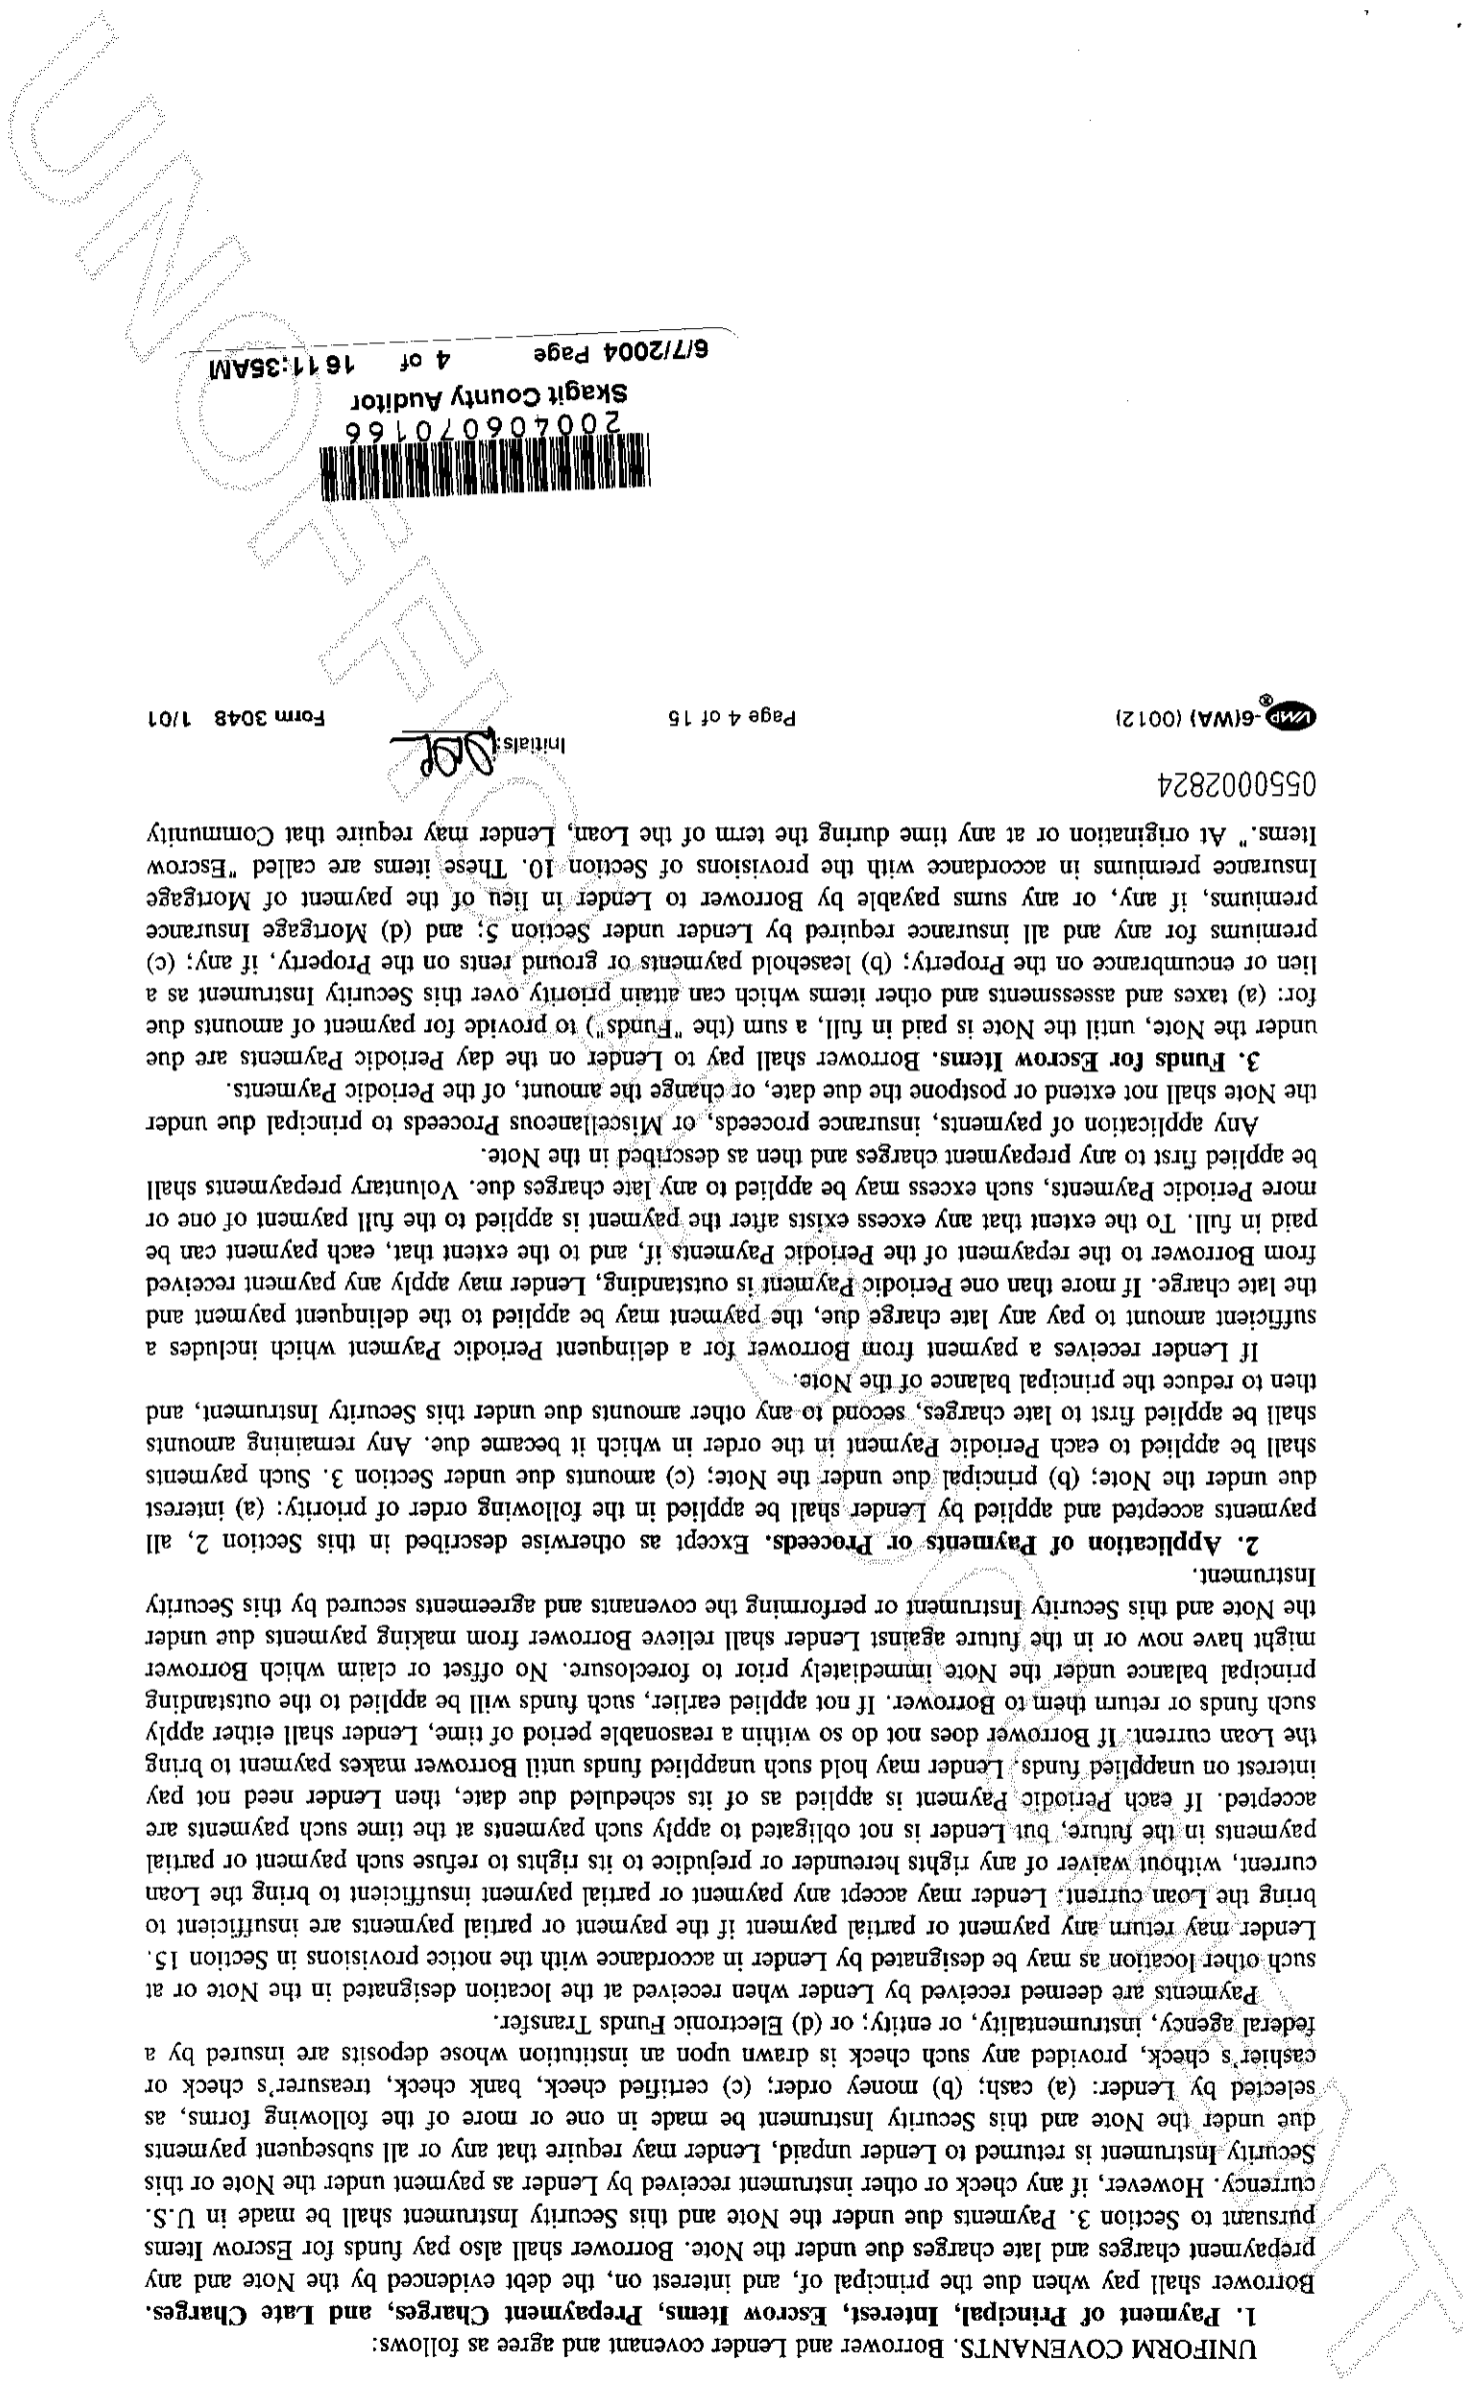 UNIFORM COVENANTS. Borrower and Lender covenant and agree as follows:
1. Payment of Principal, Interest, Escrow Items, Prepayment Charges, and Late Charges.
Borrower shall pay when due the principal of, and interest on, the debt evidenced by the Note and any
prepayment charges and late charges due under the Note. Borrower shall also pay funds for Escrow Items
pursuant to Section 3. Payments due under the Note and this Security Instrument shall be made in U.S.
currency. However, if any check or other instrument received by Lender as payment under the Note or this
Security Instrument is returned to Lender unpaid, Lender may require that any or all subsequent payments
due under the Note and this Security Instrument be made in one or more of the following forms, as
selected by Lender: (a) cash; (b) money order; (c) certified check, bank check, treasurer's check or
cashier's check, provided any such check is drawn upon an institution whose deposits are insured by a
federal agency, instrumentality, or entity; or (d) Electronic Funds Transfer.
Payments are deemed received by Lender when received at the location designated in the Note or at
such other location as may be designated by Lender in accordance with the notice provisions in Section 15.
Lender may return any payment or partial payment if the payment or partial payments are insufficient to
bring the Loan current. Lender may accept any payment or partial payment insufficient to bring the Loan
current, without waiver of any rights hereunder or prejudice to its rights to refuse such payment or partial
payments in the future, but Lender is not obligated to apply such payments at the time such payments are
accepted. If each Periodic Payment is applied as of its scheduled due date, then Lender need not pay
interest on unapplied funds. Lender may hold such unapplied funds until Borrower makes payment to bring
the Loan current. If Borrower does not do so within a reasonable period of time, Lender shall either apply
such funds or return them to Borrower. If not applied earlier, such funds will be applied to the outstanding
principal balance under the Note immediately prior to foreclosure. No offset or claim which Borrower
might have now or in the future against Lender shall relieve Borrower from making payments due under
the Note and this Security Instrument or performing the covenants and agreements secured by this Security
Instrument.
2. Application of Payments or Proceeds. Except as otherwise described in this Section 2, all
payments accepted and applied by Lender shall be applied in the following order of priority: (a) interest
due under the Note; (b) principal due under the Note; (c) amounts due under Section 3. Such payments
shall be applied to each Periodic Payment in the order in which it became due. Any remaining amounts
shall be applied first to late charges, second to any other amounts due under this Security Instrument, and
then to reduce the principal balance of the Note.
If Lender receives a payment from Borrower for a delinquent Periodic Payment which includes a
sufficient amount to pay any late charge due, the payment may be applied to the delinquent payment and
the late charge. If more than one Periodic Payment is outstanding, Lender may apply any payment received
from Borrower to the repayment of the Periodic Payments if, and to the extent that, each payment can be
paid in full. To the extent that any excess exists after the payment is applied to the full payment of one or
more Periodic Payments, such excess may be applied to any late charges due. Voluntary prepayments shall
be applied first to any prepayment charges and then as described in the Note.
Any application of payments, insurance proceeds, or Miscellaneous Proceeds to principal due under
the Note shall not extend or postpone the due date, or change the amount, of the Periodic Payments.
3. Funds for Escrow Items. Borrower shall pay to Lender on the day Periodic Payments are due
under the Note, until the Note is paid in full, a sum (the "Funds") to provide for payment of amounts due
for: (a) taxes and assessments and other items which can attain priority over this Security Instrument as a
lien or encumbrance on the Property; (b) leasehold payments or ground rents on the Property, if any; (c)
premiums for any and all insurance required by Lender under Section 5; and (d) Mortgage Insurance
premiums, if any, or any sums payable by Borrower to Lender in lieu of the payment of Mortgage
Insurance premiums in accordance with the provisions of Section 10. These items are called "Escrow
Items." At origination or at any time during the term of the Loan, Lender may require that Community
0550002824
Initials:
VMP®-6(WA) (0012) Page 4 of 15 Form 3048 1/01
200406070166
Skagit County Auditor
6/7/2004 Page 4 of 16 11:35AM
UNOFFICIAL DOCUMENT